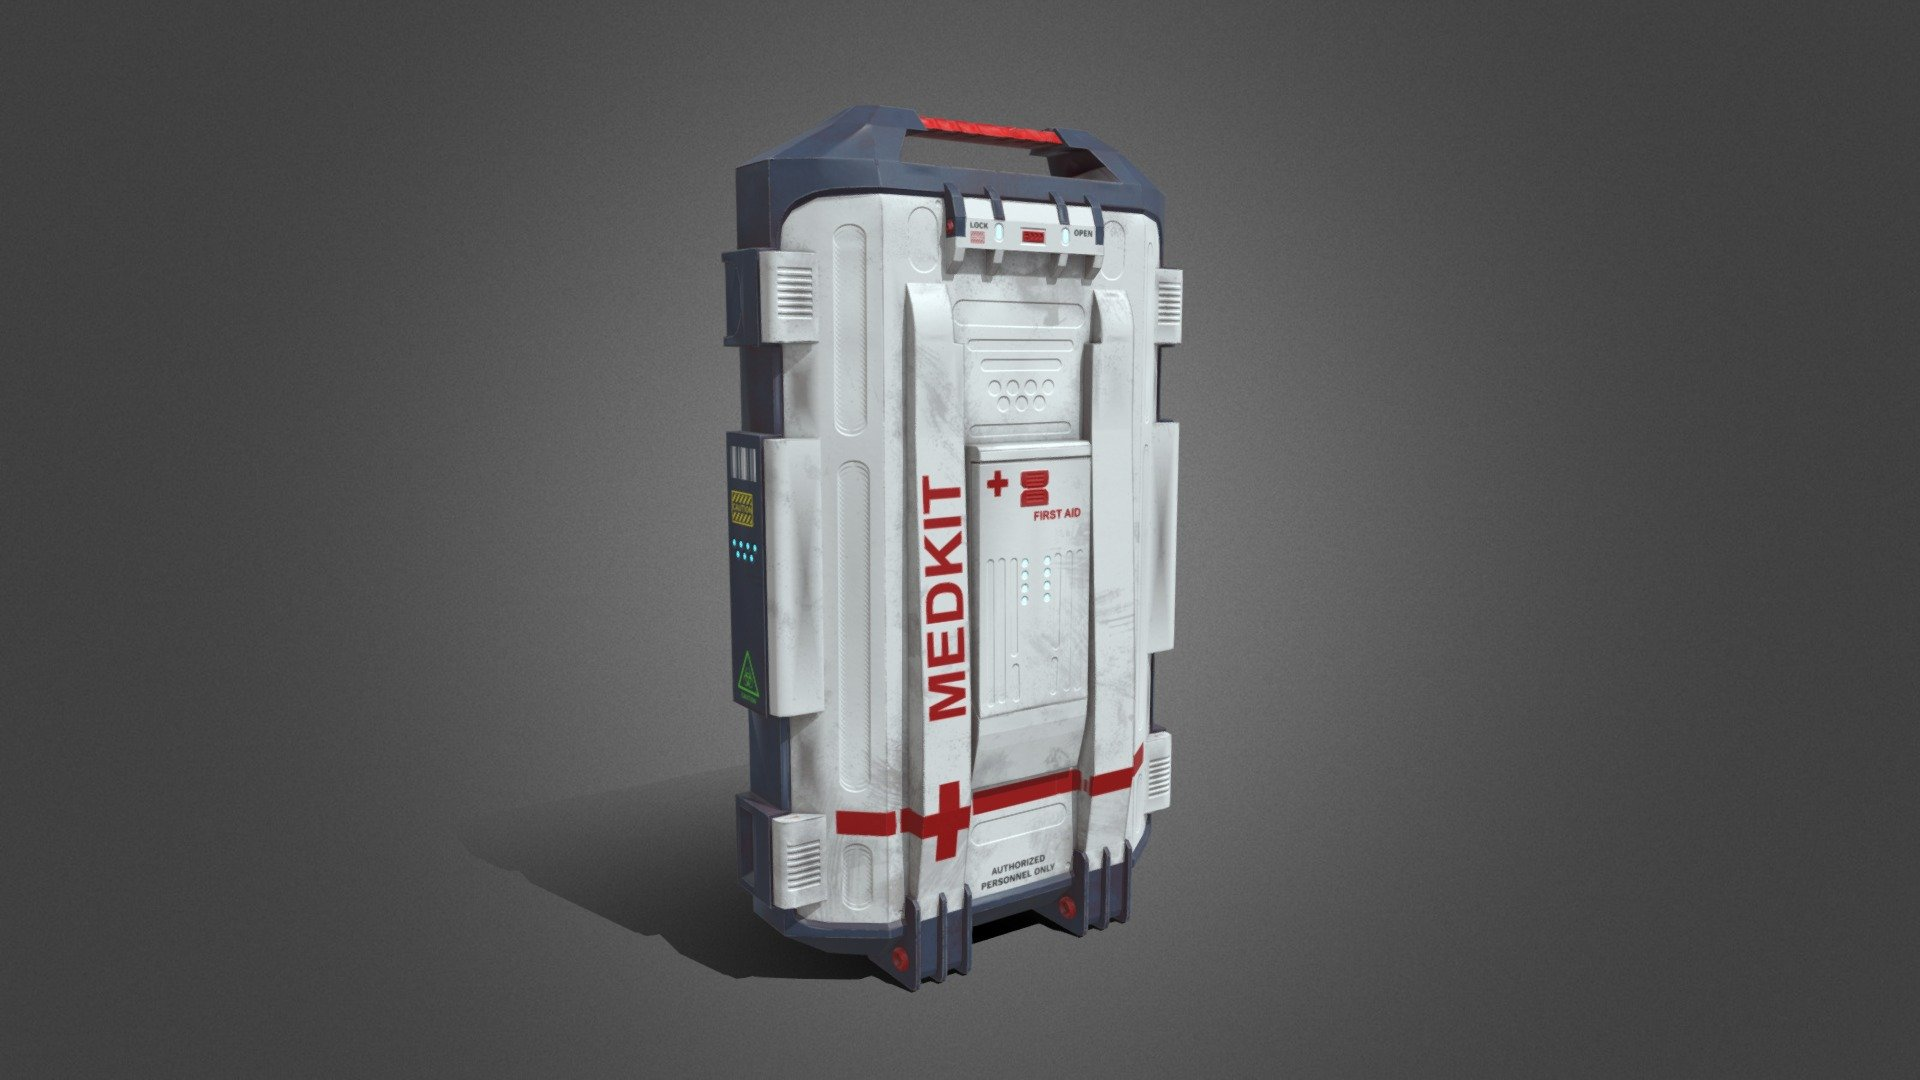 LOCK
OPEN
CAUTION
FIRST AID
MEDKIT
AUTHORIZED
PERSONNEL ONLY